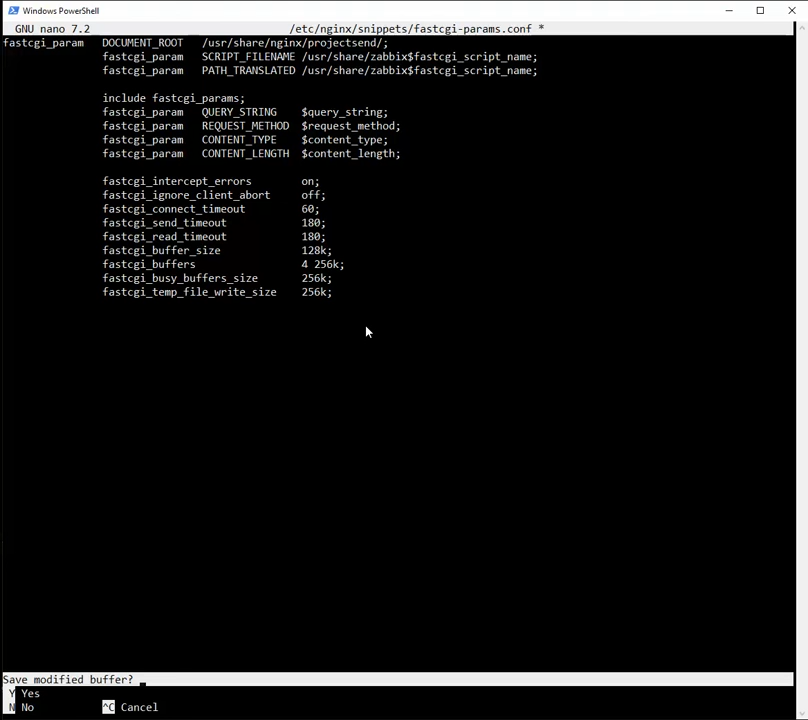 Windows PowerShell
GNU nano 7.2 /etc/nginx/snippets/fastcgi-params.conf *
fastcgi_param DOCUMENT_ROOT /usr/share/nginx/projectsend/;
fastcgi_param SCRIPT_FILENAME /usr/share/zabbix$fastcgi_script_name;
fastcgi_param PATH_TRANSLATED /usr/share/zabbix$fastcgi_script_name;
include fastcgi_params;
fastcgi_param QUERY_STRING $query_string;
fastcgi_param REQUEST_METHOD $request_method;
fastcgi_param CONTENT_TYPE $content_type;
fastcgi_param CONTENT_LENGTH $content_length;
fastcgi_intercept_errors on;
fastcgi_ignore_client_abort off;
fastcgi_connect_timeout 60;
fastcgi_send_timeout 180;
fastcgi_read_timeout 180;
fastcgi_buffer_size 128k;
fastcgi_buffers 4 256k;
fastcgi_busy_buffers_size 256k;
fastcgi_temp_file_write_size 256k;
Save modified buffer?
Y Yes
N No ^C Cancel